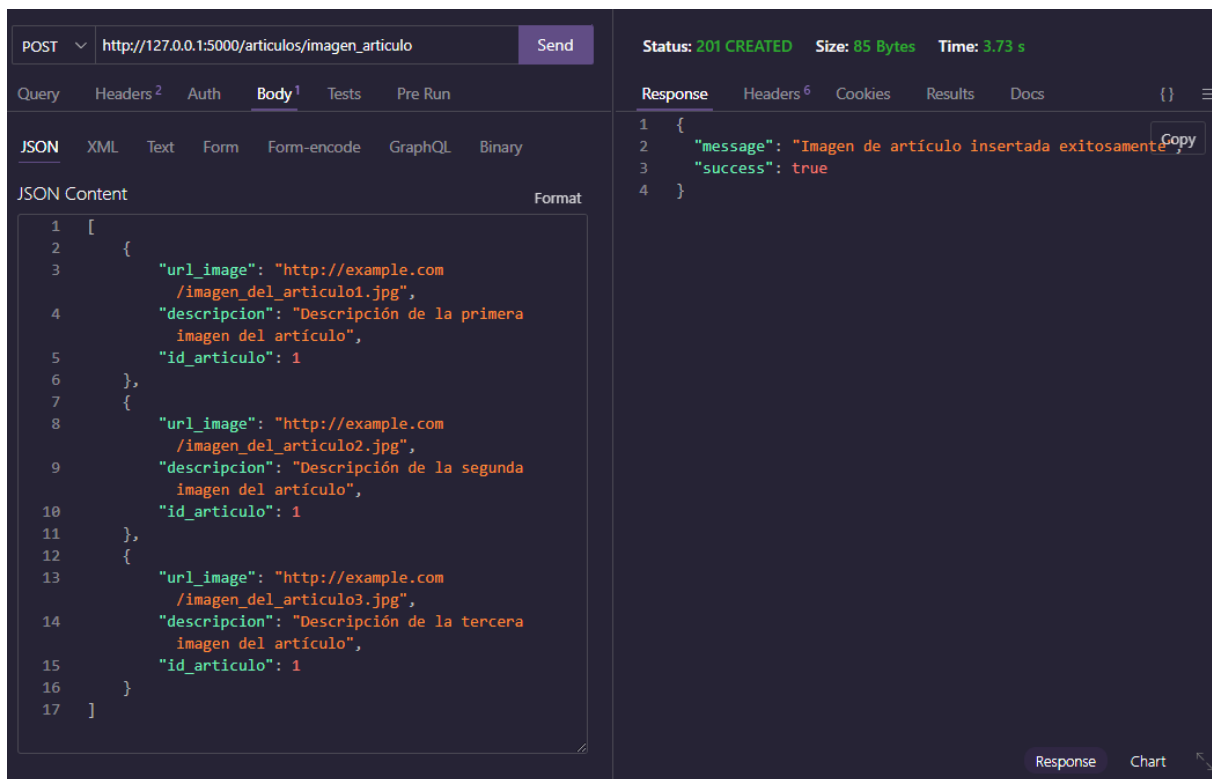 POST http://127.0.0.1:5000/articulos/imagen_articulo Send
Query Headers 2 Auth Body 1 Tests Pre Run
JSON XML Text Form Form-encode GraphQL Binary
JSON Content Format
1 [
2 {
3 "url_image": "http://example.com
/imagen_del_articulo1.jpg",
4 "descripcion": "Descripción de la primera
imagen del artículo",
5 "id_articulo": 1
6 },
7 {
8 "url_image": "http://example.com
/imagen_del_articulo2.jpg",
9 "descripcion": "Descripción de la segunda
imagen del artículo",
10 "id_articulo": 1
11 },
12 {
13 "url_image": "http://example.com
/imagen_del_articulo3.jpg",
14 "descripcion": "Descripción de la tercera
imagen del artículo",
15 "id_articulo": 1
16 }
17 ]
Status: 201 CREATED Size: 85 Bytes Time: 3.73 s
Response Headers 6 Cookies Results Docs {}
1 {
2 "message": "Imagen de artículo insertada exitosamente",
Copy
3 "success": true
4 }
Response Chart